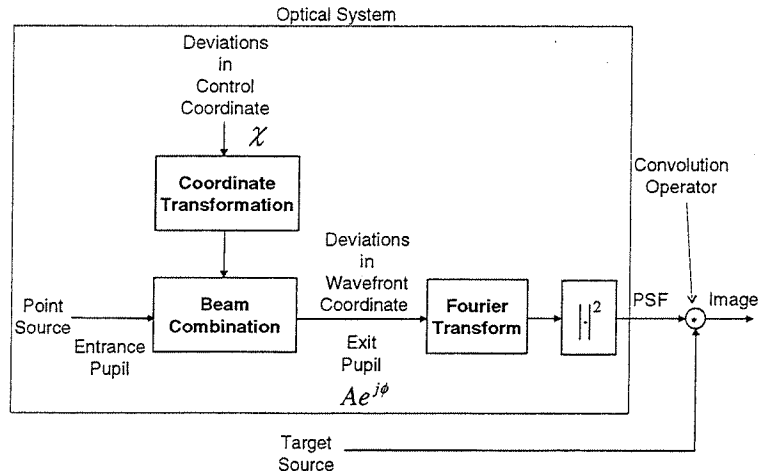 Optical System
Deviations
in
Control
Coordinate
χ
Coordinate
Transformation
Convolution
Operator
Deviations
in
Wavefront
Coordinate
Point
Source
Entrance
Pupil
Beam
Combination
Exit
Pupil
Ae^{jϕ}
Fourier
Transform
|·|²
PSF
Image
Target
Source